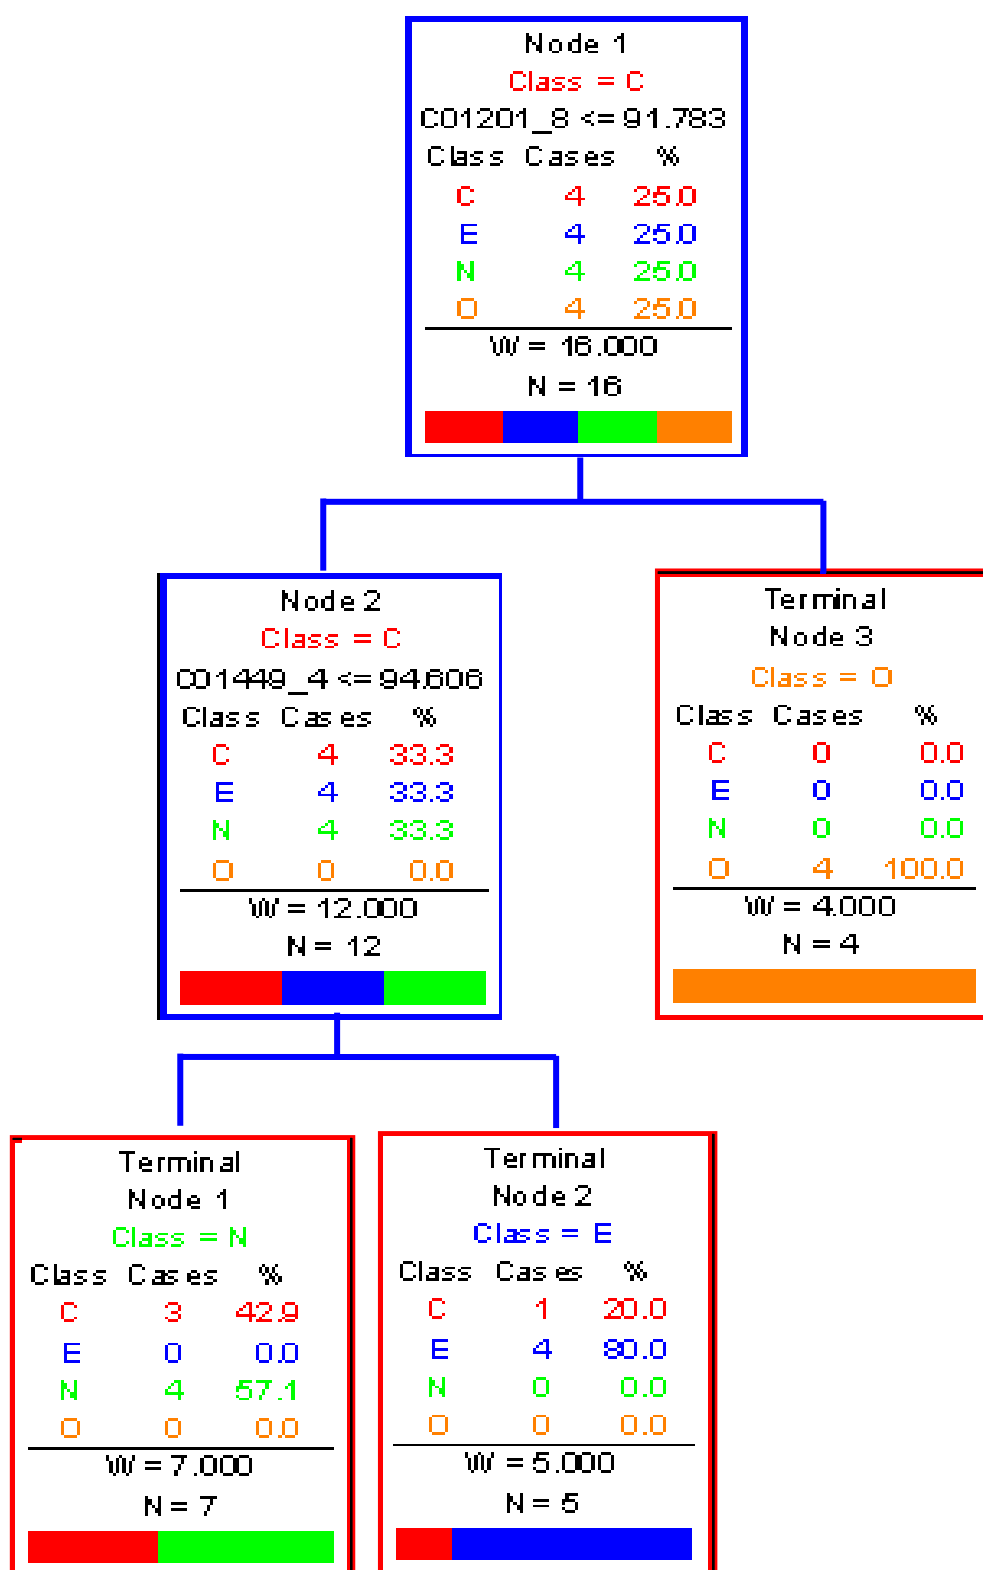 Node 1
Class = C
C01201_8 <= 91.783
Class Cases %
C 4 25.0
E 4 25.0
N 4 25.0
O 4 25.0
W = 16.000
N = 16
Node 2
Class = C
C01449_4 <= 94.606
Class Cases %
C 4 33.3
E 4 33.3
N 4 33.3
O 0 0.0
W = 12.000
N = 12
Terminal
Node 3
Class = O
Class Cases %
C 0 0.0
E 0 0.0
N 0 0.0
O 4 100.0
W = 4.000
N = 4
Terminal
Node 1
Class = N
Class Cases %
C 3 42.9
E 0 0.0
N 4 57.1
O 0 0.0
W = 7.000
N = 7
Terminal
Node 2
Class = E
Class Cases %
C 1 20.0
E 4 80.0
N 0 0.0
O 0 0.0
W = 5.000
N = 5